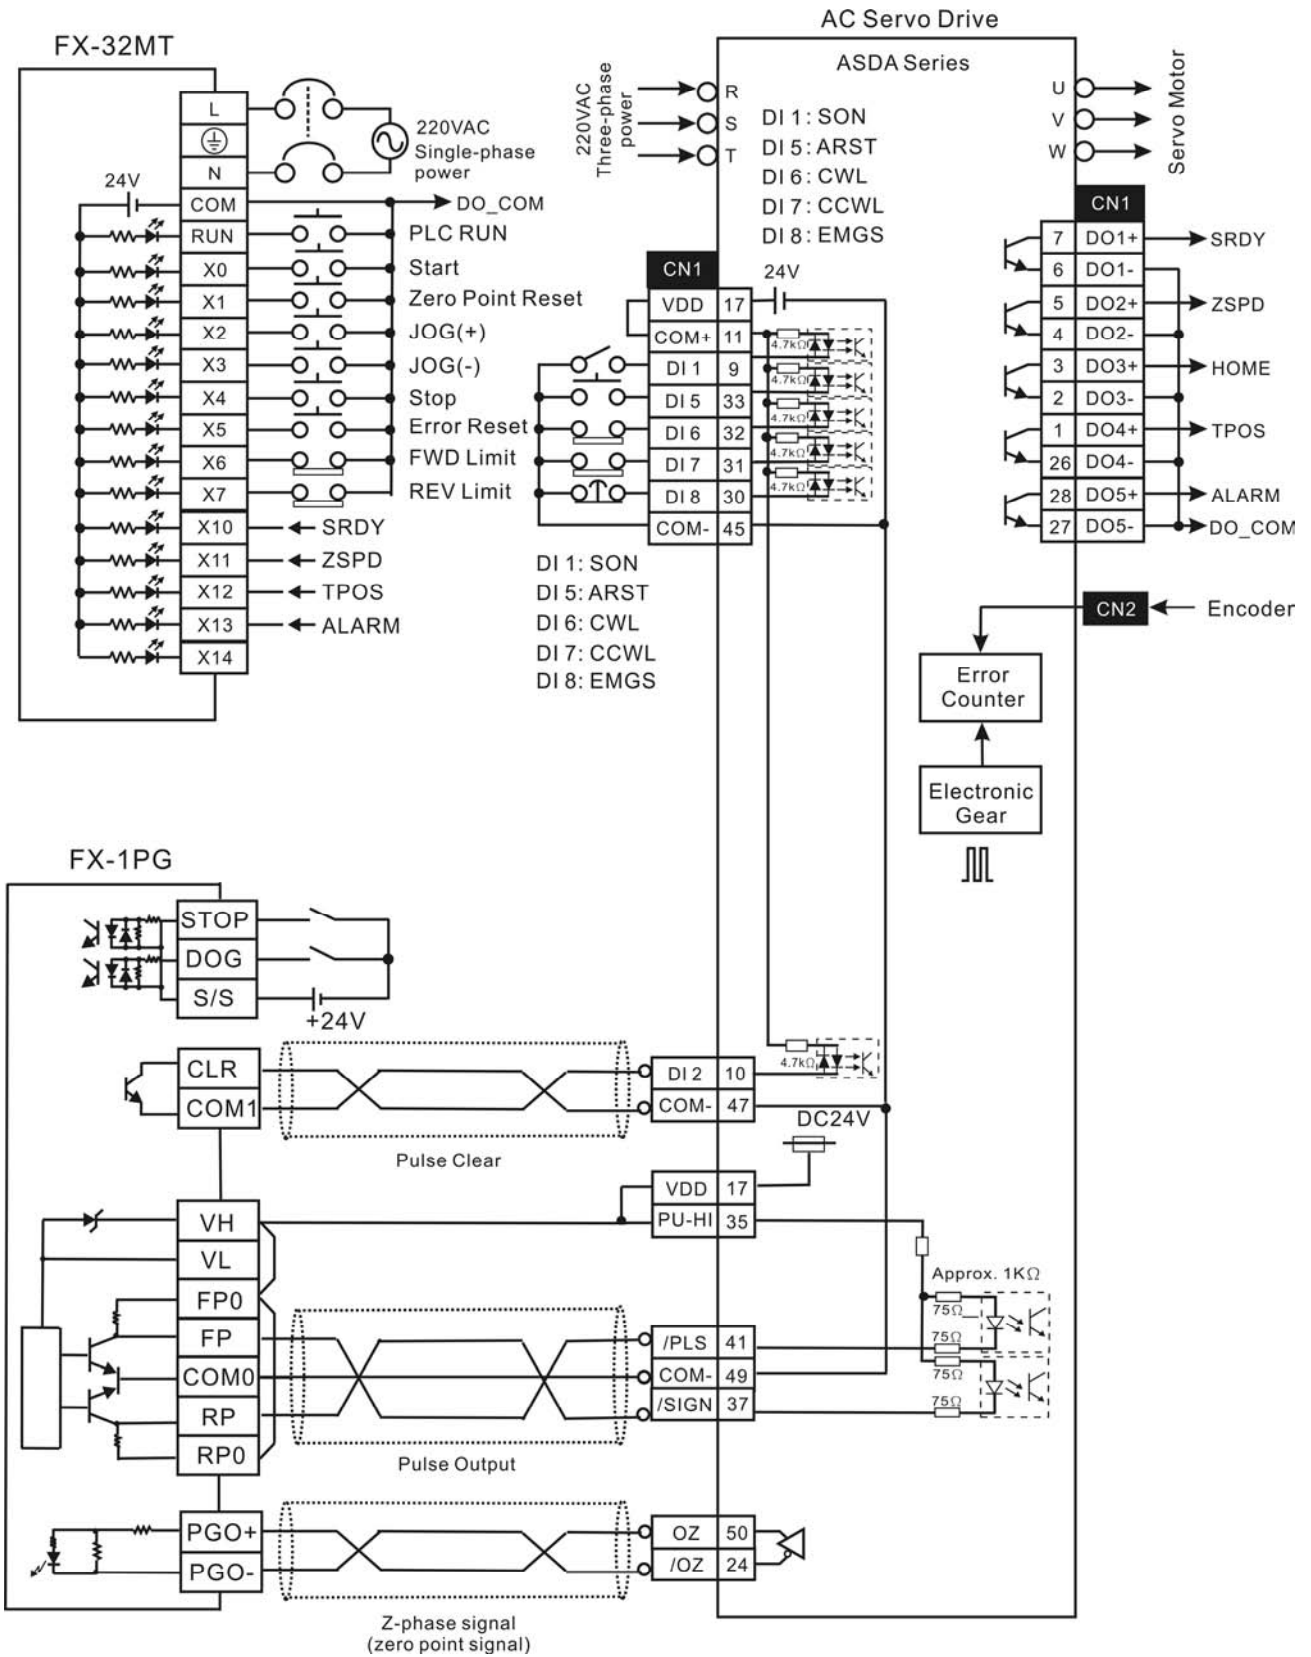 AC Servo Drive
FX-32MT
ASDA Series
L
N
220VAC
Single-phase
power
220VAC
Three-phase
power
R
S
T
U
V
W
Servo Motor
DI 1: SON
DI 5: ARST
DI 6: CWL
DI 7: CCWL
DI 8: EMGS
24V
COM
DO_COM
RUN
PLC RUN
X0
Start
X1
Zero Point Reset
X2
JOG(+)
X3
JOG(-)
X4
Stop
X5
Error Reset
X6
FWD Limit
X7
REV Limit
X10
SRDY
X11
ZSPD
X12
TPOS
X13
ALARM
X14
CN1
24V
VDD 17
COM+ 11
DI 1 9
DI 5 33
DI 6 32
DI 7 31
DI 8 30
COM- 45
4.7kΩ
4.7kΩ
4.7kΩ
4.7kΩ
4.7kΩ
DI 1: SON
DI 5: ARST
DI 6: CWL
DI 7: CCWL
DI 8: EMGS
CN1
7 DO1+ SRDY
6 DO1-
5 DO2+ ZSPD
4 DO2-
3 DO3+ HOME
2 DO3-
1 DO4+ TPOS
26 DO4-
28 DO5+ ALARM
27 DO5- DO_COM
CN2
Encoder
Error
Counter
Electronic
Gear
FX-1PG
STOP
DOG
S/S
+24V
CLR
COM1
Pulse Clear
DI 2 10
COM- 47
4.7kΩ
DC24V
VDD 17
PU-HI 35
VH
VL
FP0
FP
COM0
RP
RP0
Pulse Output
/PLS 41
COM- 49
/SIGN 37
Approx. 1KΩ
75Ω
75Ω
75Ω
75Ω
PGO+
PGO-
OZ 50
/OZ 24
Z-phase signal
(zero point signal)